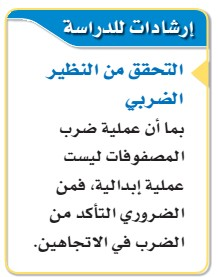 إرشادات للدراسة
التحقق من النظير
الضربي
بما أن عملية ضرب
المصفوفات ليست
عملية إبدالية، فمن
الضروري التأكد من
الضرب في الاتجاهين.